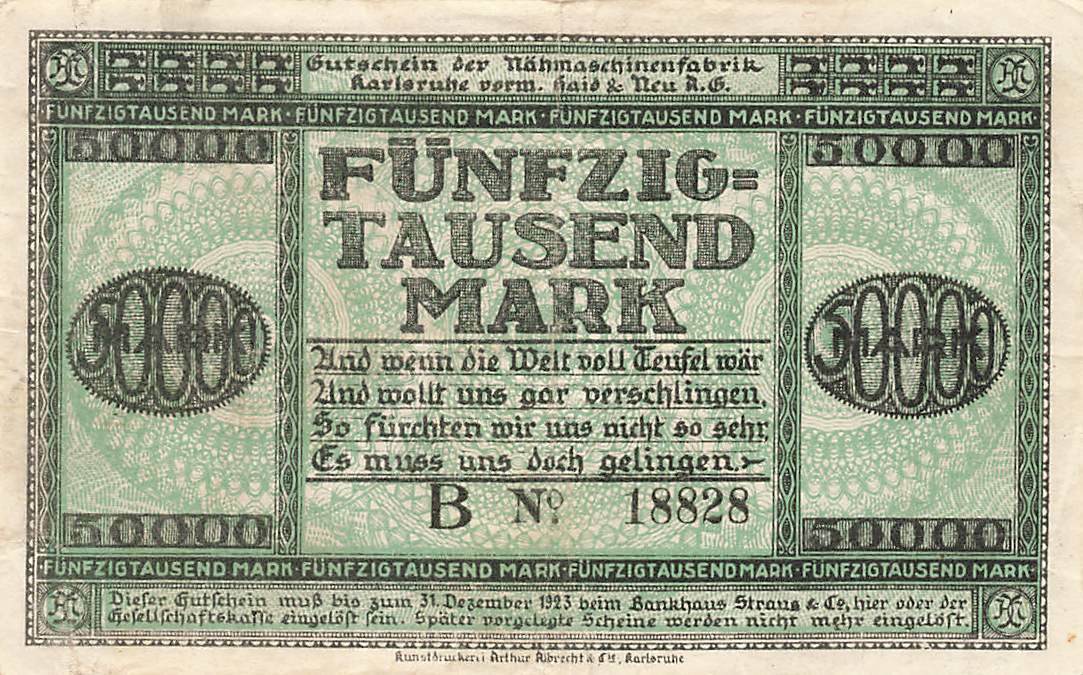 Gutschein der Nähmaschinenfabrik
Karlsruhe vorm. Haid & Neu A.G.
FÜNFZIGTAUSEND MARK · FÜNFZIGTAUSEND MARK · FÜNFZIGTAUSEND MARK · FÜNZIGTAUSEND MARK ·
50000
50000
FÜNFZIG=
TAUSEND
MARK
50000
MARK
50000
MARK
Und wenn die Welt voll Teufel wär
Und wollt uns gar verschlingen,
So fürchten wir uns nicht so sehr,
Es muss uns doch gelingen.
B No 18828
50000
50000
· FÜNFZIGTAUSEND MARK · FÜNFZIGTAUSEND MARK · FÜNFZIGTAUSEND MARK · FÜNFZIGTAUSEND MARK ·
Dieser Gutschein muß bis zum 31. Dezember 1923 beim Bankhaus Straus & Co, hier oder der
Gesellschaftskasse eingelöst sein. Später vorgelegte Scheine werden nicht mehr eingelöst.
Kunstdruckerei Arthur Albrecht & Cie, Karlsruhe